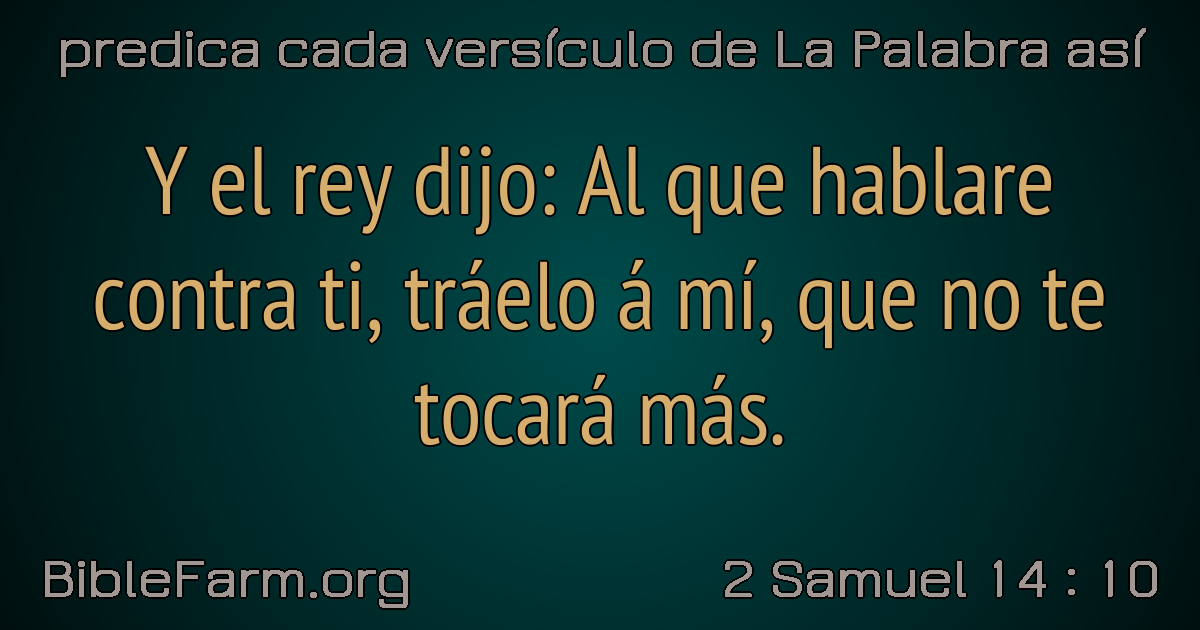 predica cada versículo de La Palabra así
Y el rey dijo: Al que hablare
contra ti, tráelo á mí, que no te
tocará más.
BibleFarm.org
2 Samuel 14 : 10